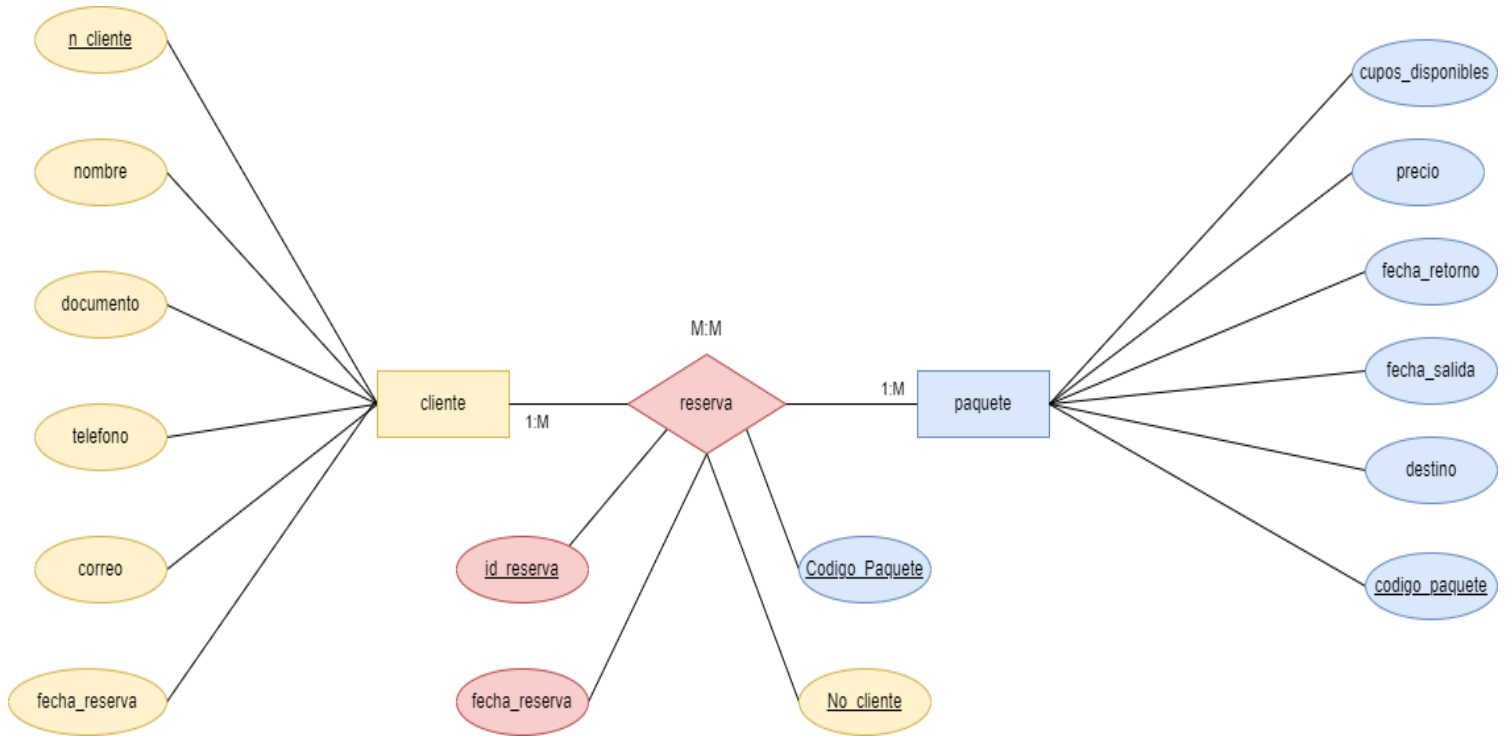 n_cliente
nombre
documento
telefono
correo
fecha_reserva
cliente
1:M
M:M
reserva
id_reserva
fecha_reserva
Codigo_Paquete
No_cliente
1:M
paquete
cupos_disponibles
precio
fecha_retorno
fecha_salida
destino
codigo_paquete